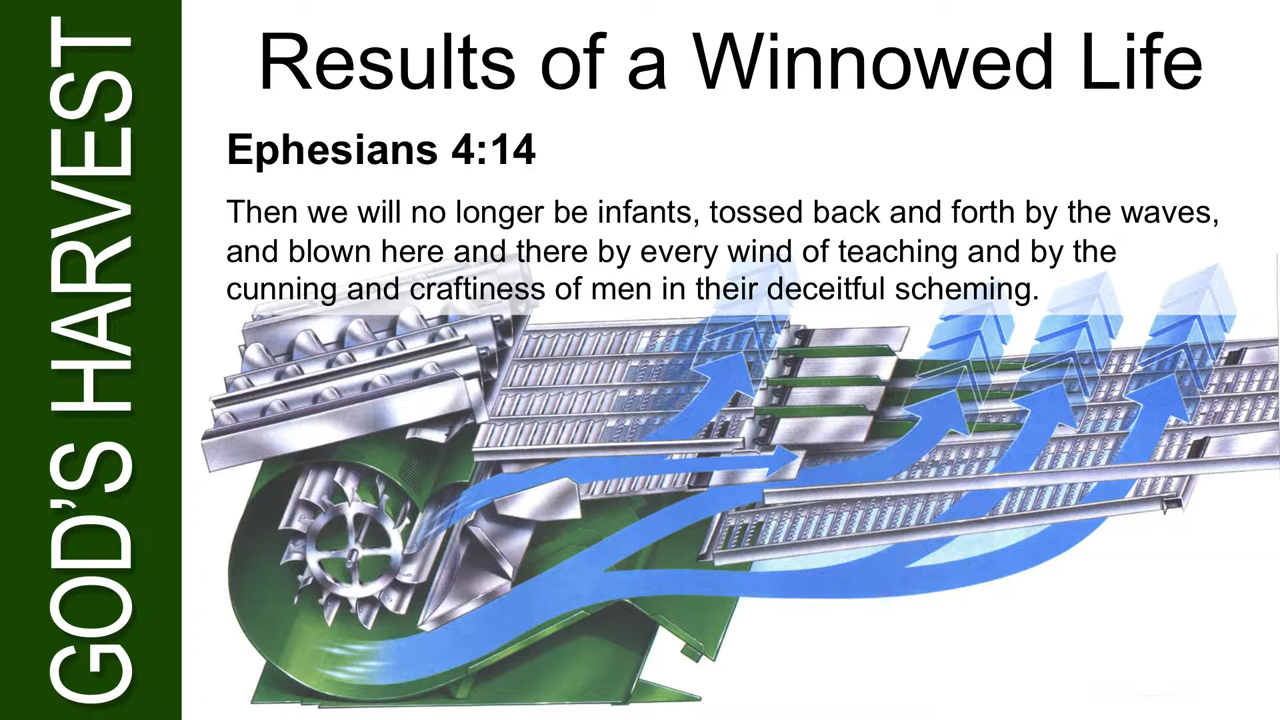 GOD'S HARVEST
Results of a Winnowed Life
Ephesians 4:14
Then we will no longer be infants, tossed back and forth by the waves,
and blown here and there by every wind of teaching and by the
cunning and craftiness of men in their deceitful scheming.